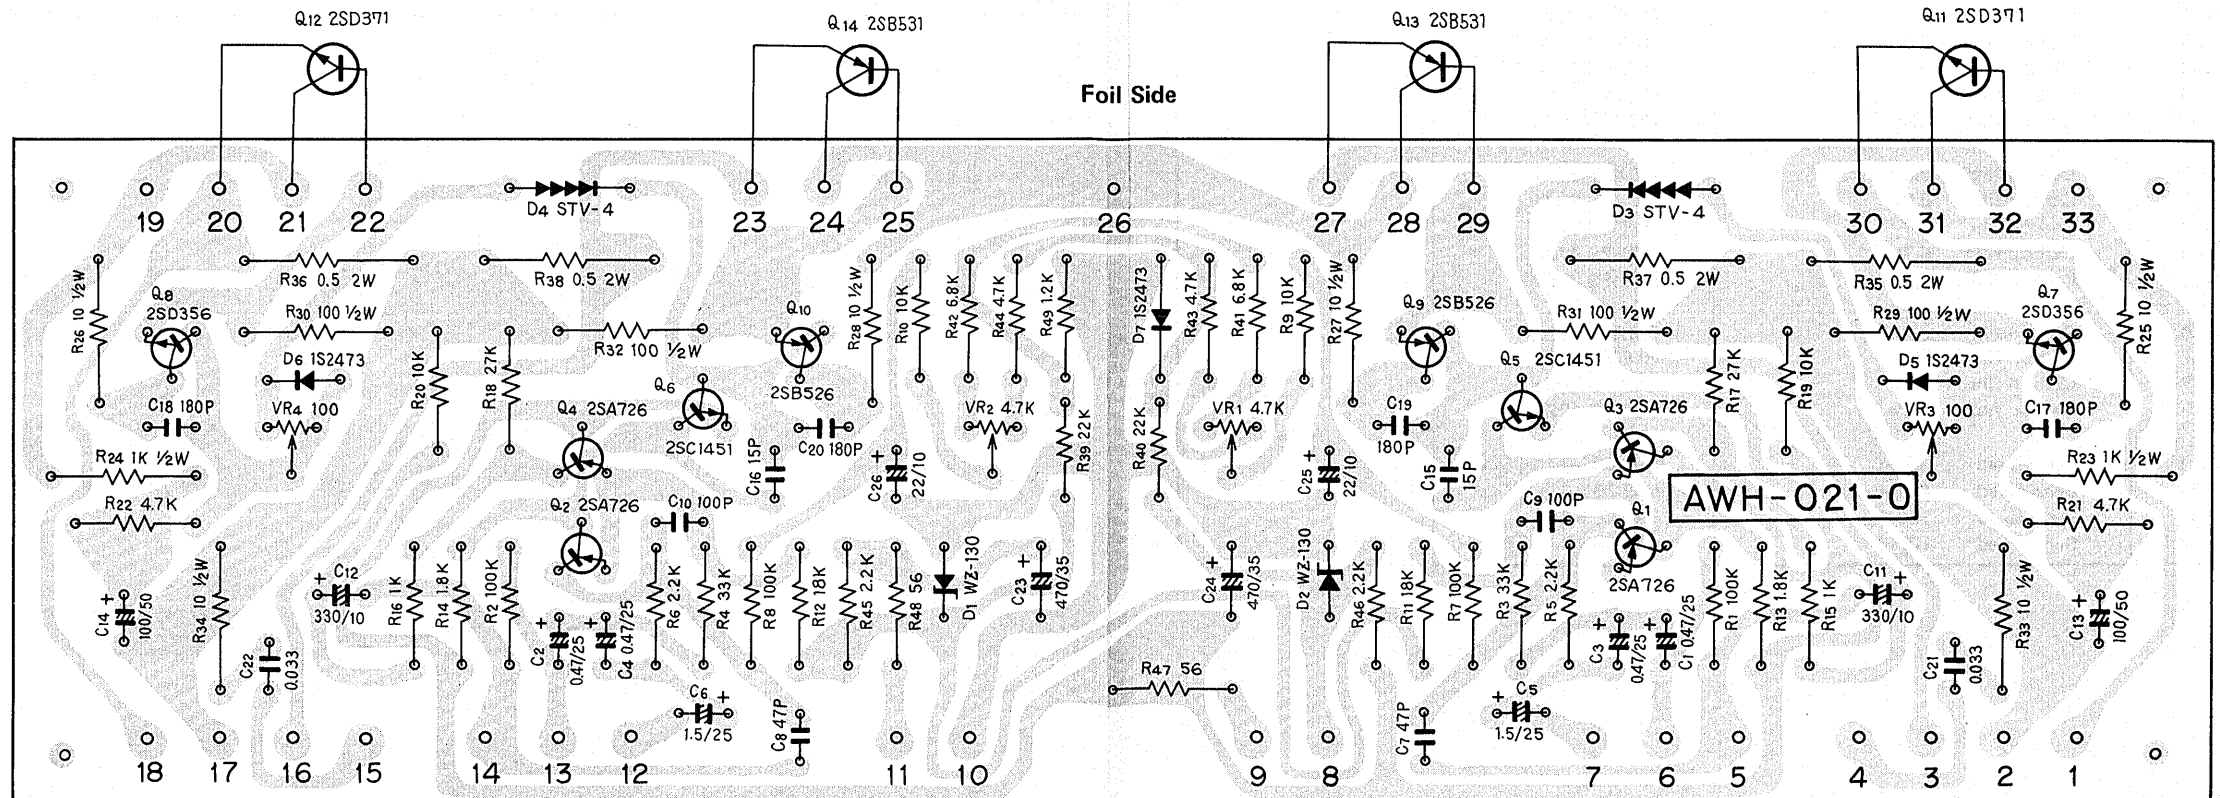 Q12 2SD371
Q14 2SB531
Q13 2SB531
Q11 2SD371
Foil Side
D4 STV-4
D3 STV-4
19 20 21 22 23 24 25 26 27 28 29 30 31 32 33
R36 0.5 2W
R38 0.5 2W
R37 0.5 2W
R35 0.5 2W
R26 10 ½W
Q8
2SD356
R30 100 ½W
D6 1S2473
R20 10K
R18 27K
R32 100 ½W
Q10
2SB526
R28 10 ½W
R10 10K
R42 6.8K
R44 4.7K
R49 1.2K
D7 1S2473
R43 4.7K
R41 6.8K
R9 10K
R27 10 ½W
Q9 2SB526
R31 100 ½W
R29 100 ½W
Q7
2SD356
R25 10 ½W
Q5
2SC1451
D5 1S2473
R17 27K
R19 10K
C18 180P
VR4 100
Q4 2SA726
Q6
2SC1451
C20 180P
VR2 4.7K
R39 22K
R40 22K
VR1 4.7K
C19
180P
Q3 2SA726
VR3 100
C17 180P
R24 1K ½W
C16 15P
C26 +
22/10
C25 +
22/10
C15
15P
R23 1K ½W
R22 4.7K
Q2 2SA726
C10 100P
C9 100P
Q1
2SA726
AWH-021-0
R21 4.7K
C14 +
100/50
R34 10 ½W
+ C12
330/10
R16 1K
R14 1.8K
R2 100K
R6 2.2K
R4 33K
R8 100K
R12 18K
R45 2.2K
R48 56
D1 WZ-130
C23 +
470/35
C24 +
470/35
D2 WZ-130
R46 2.2K
R11 18K
R7 100K
R3 33K
R5 2.2K
R1 100K
R13 1.8K
R15 1K
C11 +
330/10
R33 10 ½W
C13 +
100/50
C22
0.033
C2 +
0.47/25
C4 0.47/25
+
C3 +
0.47/25
C1 0.47/25
+
C21
0.033
R47 56
C6 +
1.5/25
C8 47P
C7 47P
+ C5
1.5/25
18 17 16 15 14 13 12 11 10 9 8 7 6 5 4 3 2 1